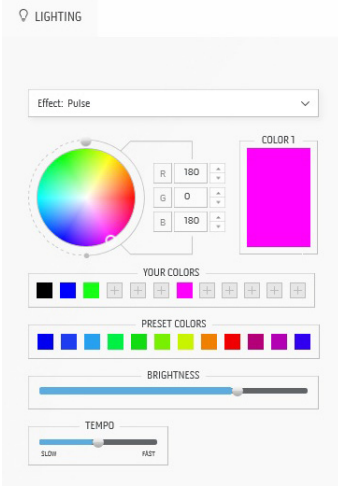 LIGHTING
Effect: Pulse
COLOR 1
R 180
G 0
B 180
YOUR COLORS
PRESET COLORS
BRIGHTNESS
TEMPO
SLOW FAST